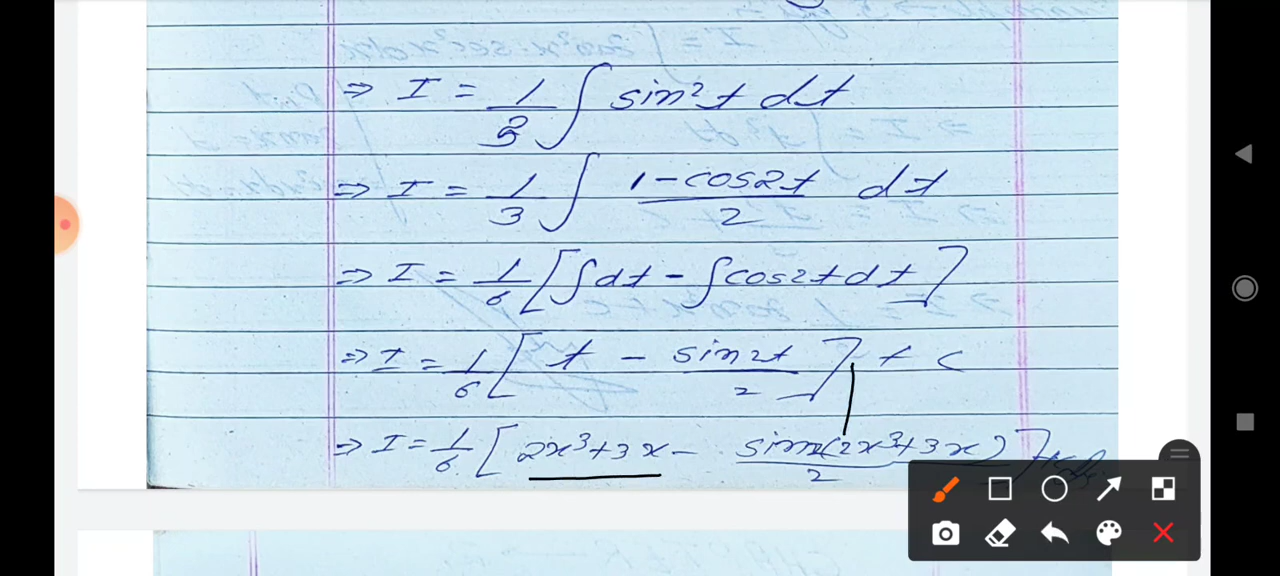 ⇒ I = 1/3 ∫ sin²t dt
⇒ I = 1/3 ∫ (1-cos2t)/2 dt
⇒ I = 1/6 [∫dt - ∫cos2t dt]
⇒ I = 1/6 [t - sin2t/2] + C
⇒ I = 1/6 [2x³+3x - sin2(2x³+3x)/2]